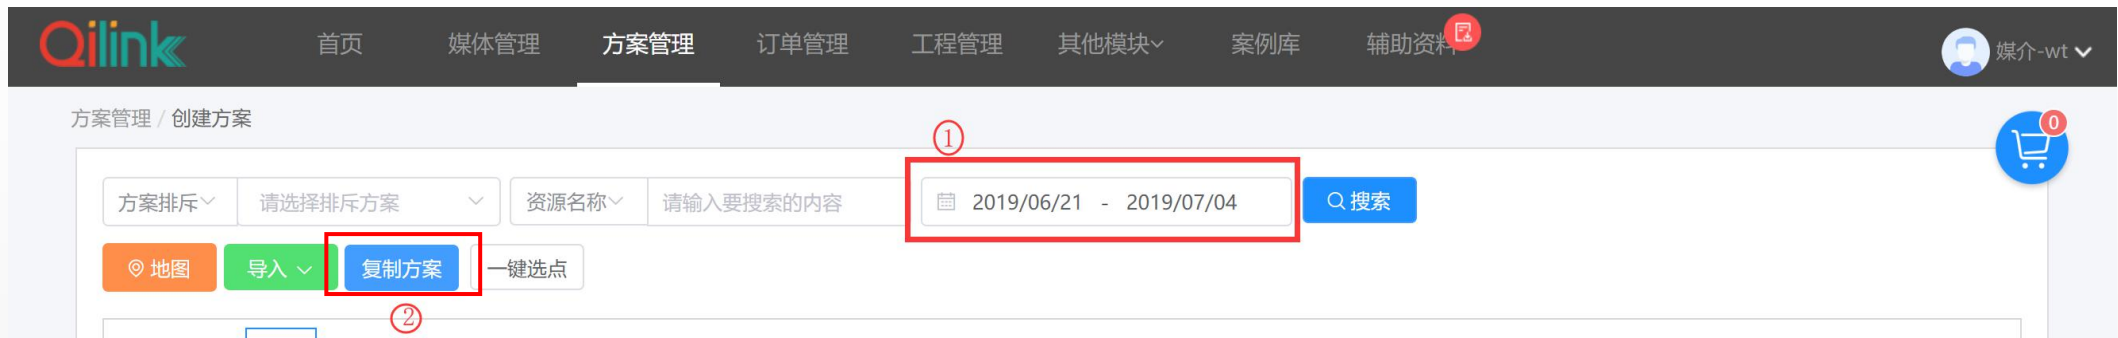 Qilink 首页 媒体管理 方案管理 订单管理 工程管理 其他模块 案例库 辅助资料 媒介-wt
方案管理 / 创建方案
① 0
方案排斥 请选择排斥方案 资源名称 请输入要搜索的内容 2019/06/21 - 2019/07/04 搜索
地图 导入 复制方案 一键选点
②